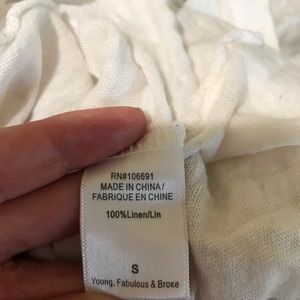 RN#106691
MADE IN CHINA/
FABRIQUE EN CHINE
100%Linen/Lin
S
Young, Fabulous & Broke